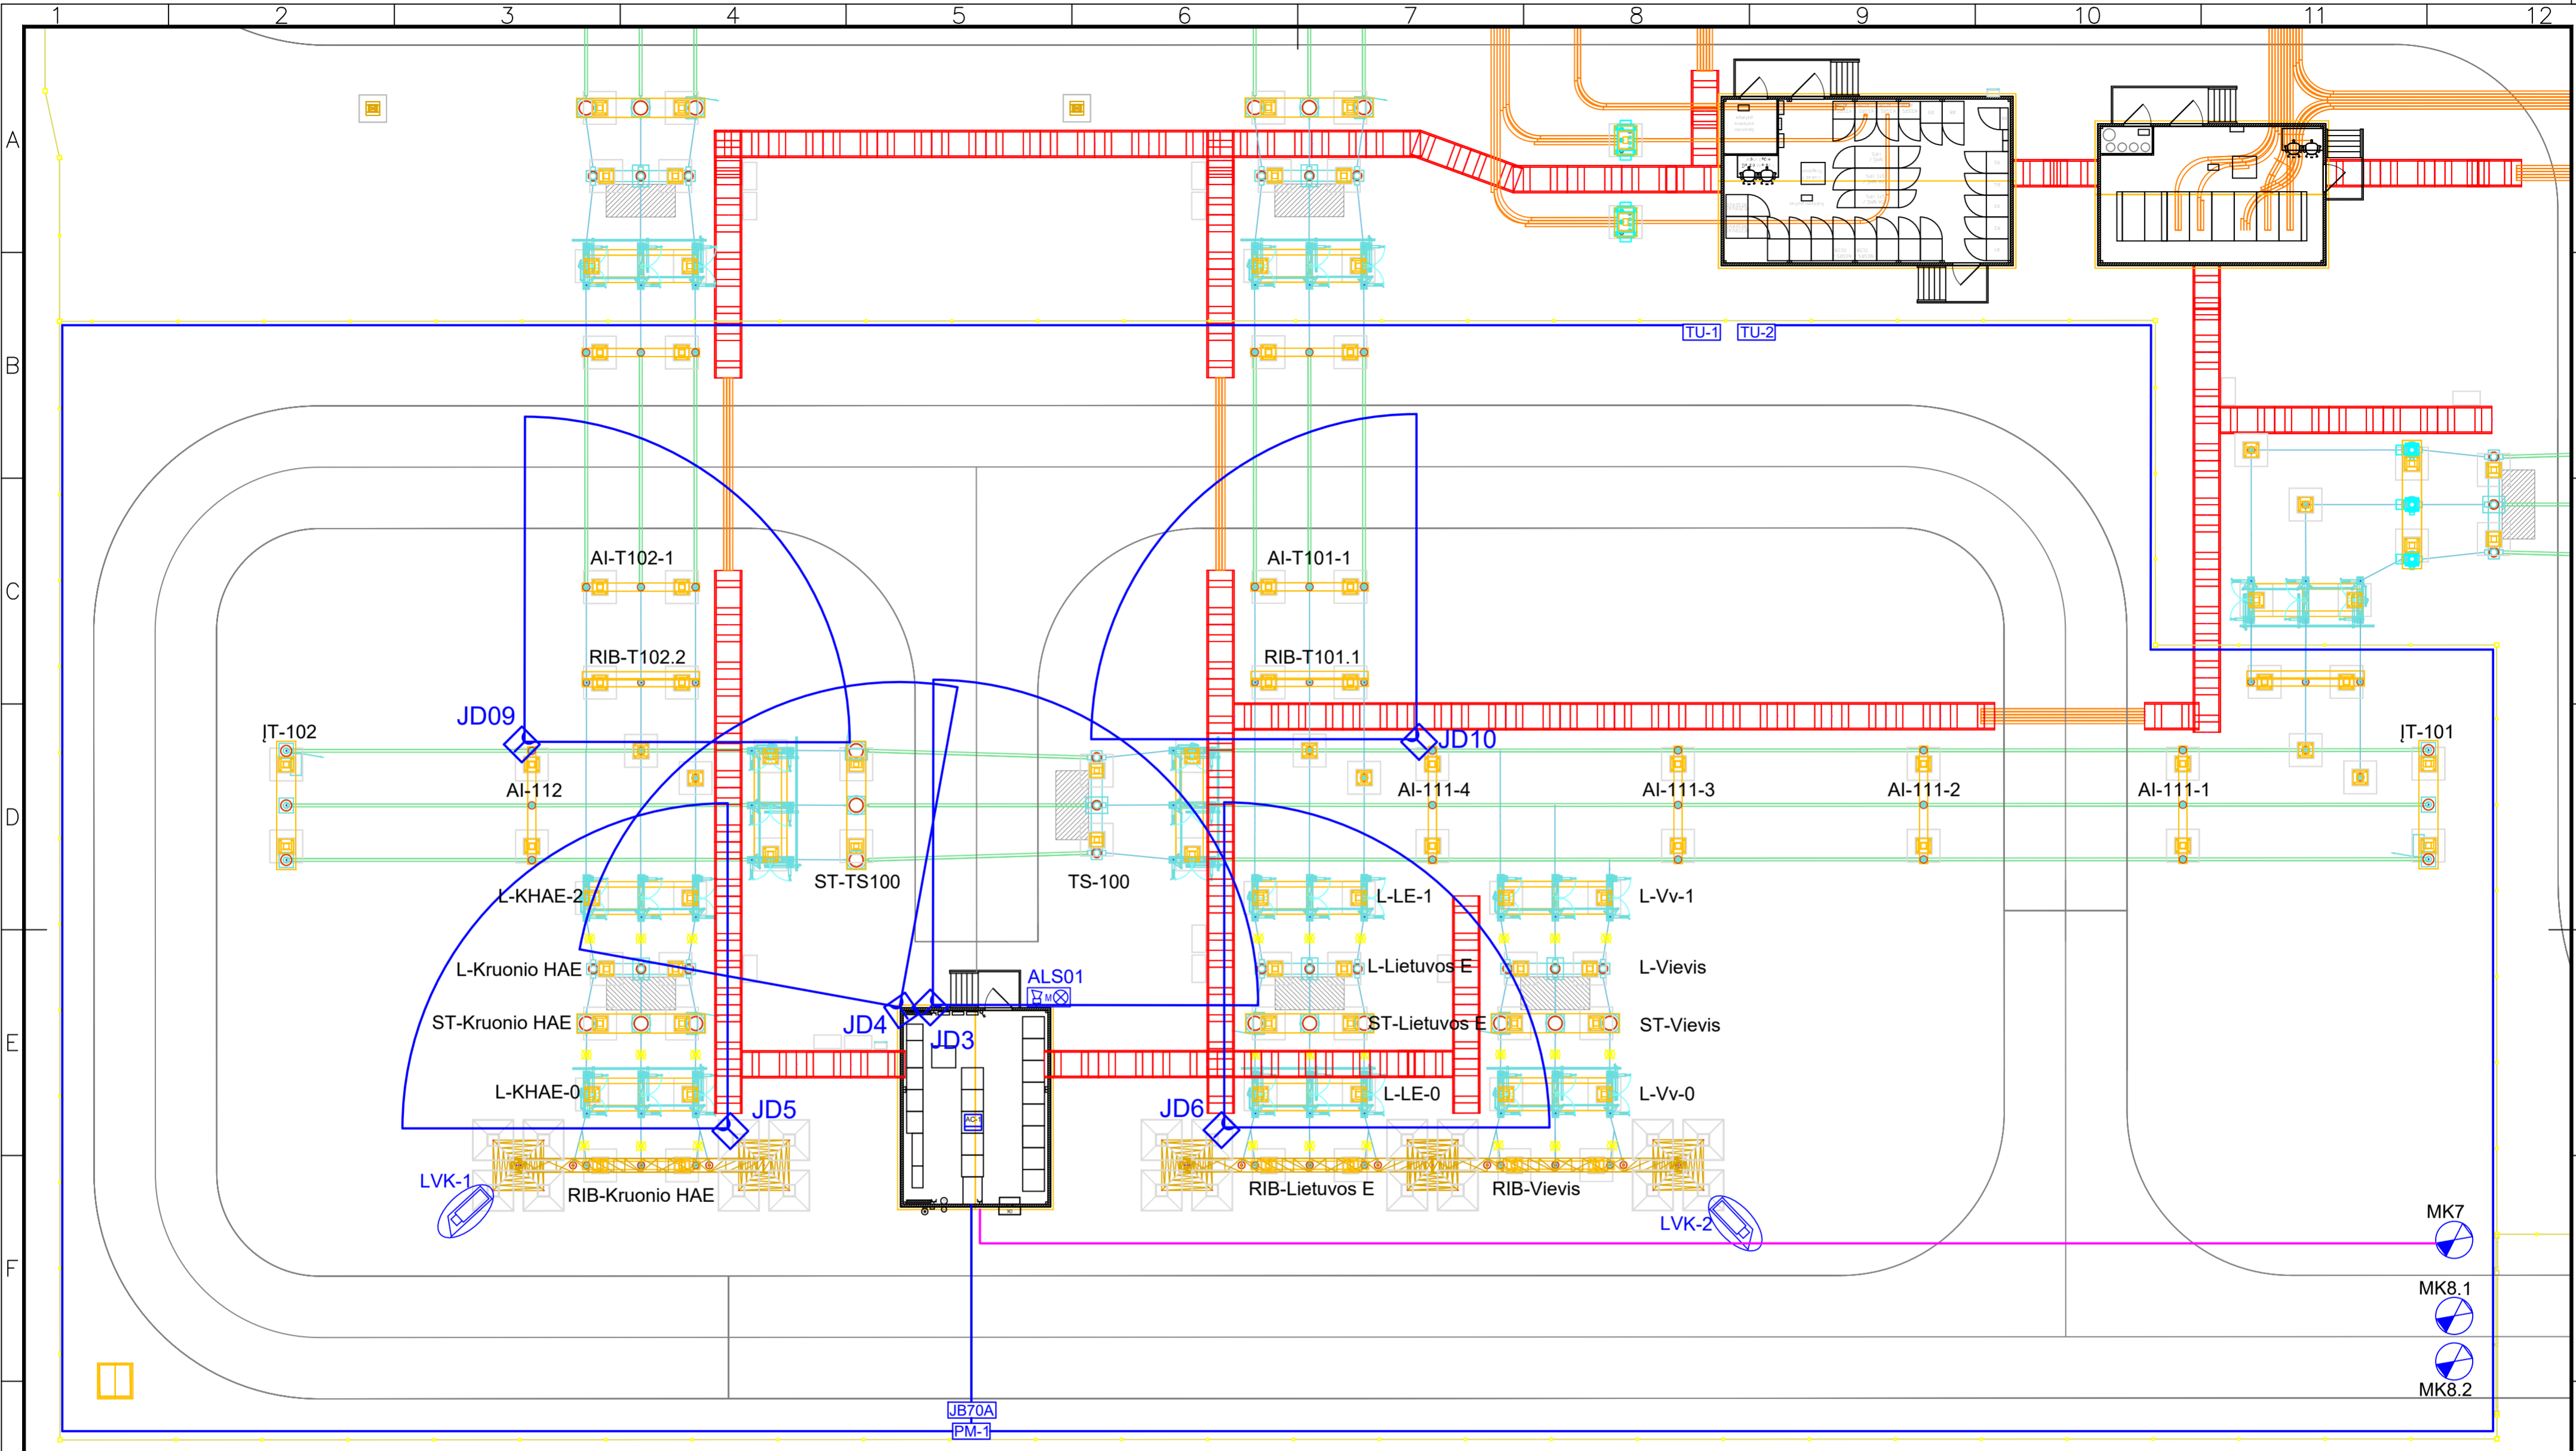 1 2 3 4 5 6 7 8 9 10 11 12
A
B
TU-1 TU-2
C
AI-T102-1 AI-T101-1
RIB-T102.2 RIB-T101.1
JD09 JD10
ĮT-102 ĮT-101
D
AI-112 AI-111-4 AI-111-3 AI-111-2 AI-111-1
ST-TS100 TS-100
L-KHAE-2 L-LE-1 L-Vv-1
L-Kruonio HAE L-Lietuvos E L-Vievis
ALS01
M
ST-Kruonio HAE JD4 JD3 ST-Lietuvos E ST-Vievis
E
L-KHAE-0 L-LE-0 L-Vv-0
JD5 JD6
AC-1
LVK-1 RIB-Kruonio HAE RIB-Lietuvos E RIB-Vievis
LVK-2 MK7
F
MK8.1
MK8.2
JB70A
PM-1